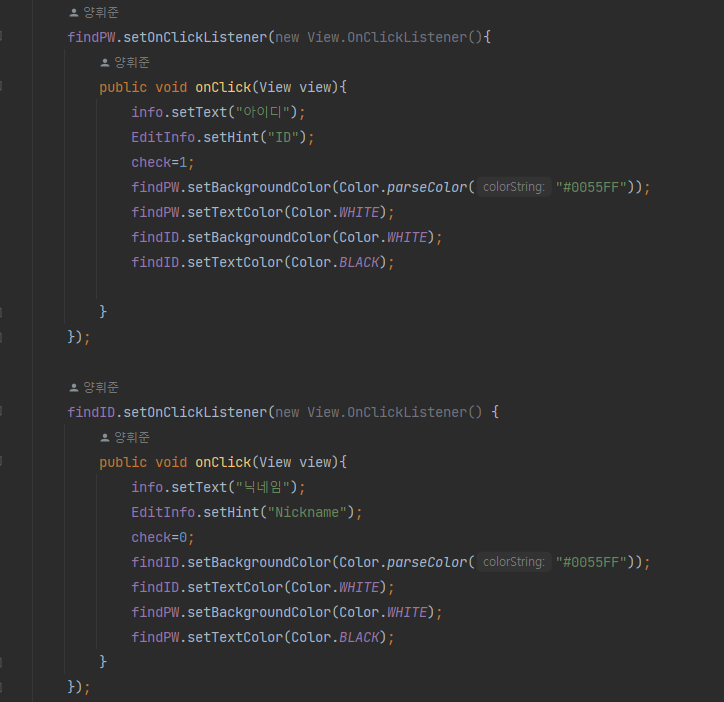 양휘준
findPW.setOnClickListener(new View.OnClickListener(){
양휘준
public void onClick(View view){
info.setText("아이디");
EditInfo.setHint("ID");
check=1;
findPW.setBackgroundColor(Color.parseColor( colorString: "#0055FF"));
findPW.setTextColor(Color.WHITE);
findID.setBackgroundColor(Color.WHITE);
findID.setTextColor(Color.BLACK);
}
});
양휘준
findID.setOnClickListener(new View.OnClickListener() {
양휘준
public void onClick(View view){
info.setText("닉네임");
EditInfo.setHint("Nickname");
check=0;
findID.setBackgroundColor(Color.parseColor( colorString: "#0055FF"));
findID.setTextColor(Color.WHITE);
findPW.setBackgroundColor(Color.WHITE);
findPW.setTextColor(Color.BLACK);
}
});